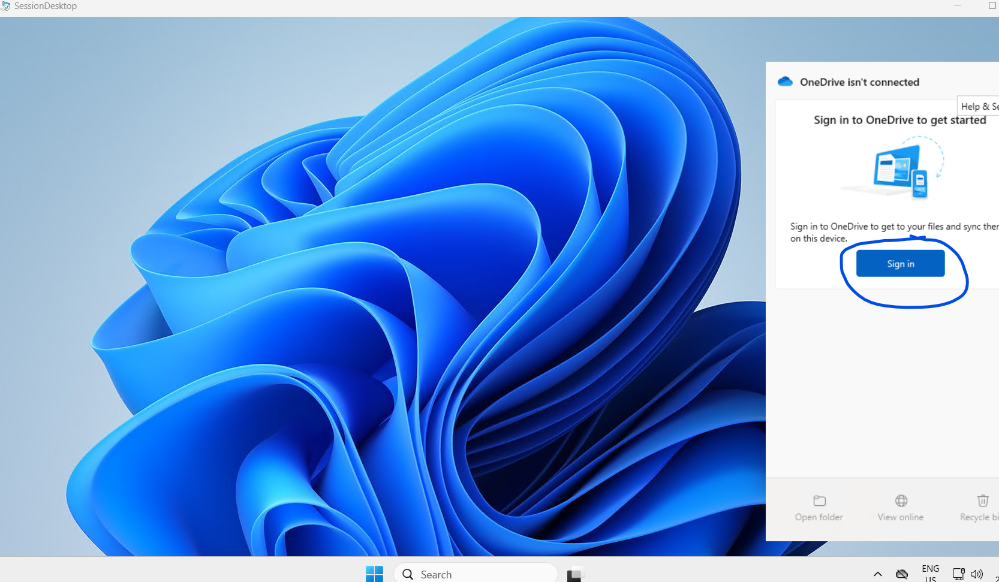 SessionDesktop
OneDrive isn't connected
Help & Se
Sign in to OneDrive to get started
Sign in to OneDrive to get to your files and sync ther
on this device.
Sign in
Open folder
View online
Recycle bi
Search
ENG
US